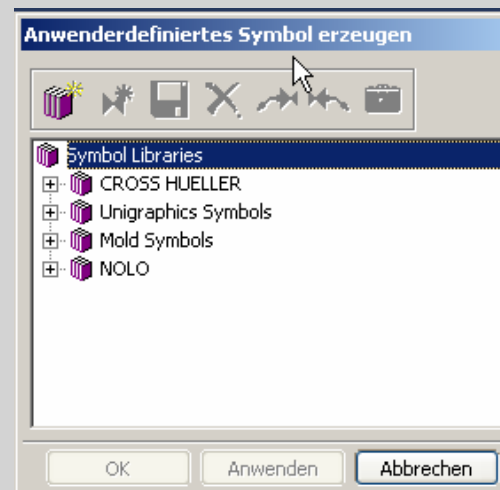 Anwenderdefiniertes Symbol erzeugen
Symbol Libraries
CROSS HUELLER
Unigraphics Symbols
Mold Symbols
NOLO
OK
Anwenden
Abbrechen